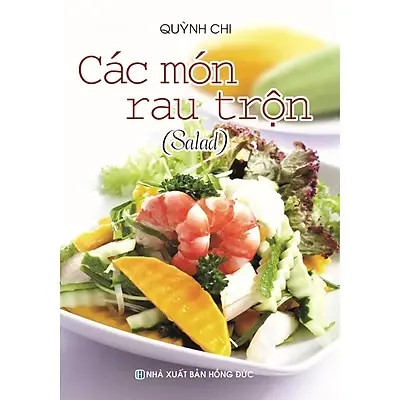 QUỲNH CHI
Các món
rau trộn
(Salad)
NHÀ XUẤT BẢN HỒNG ĐỨC